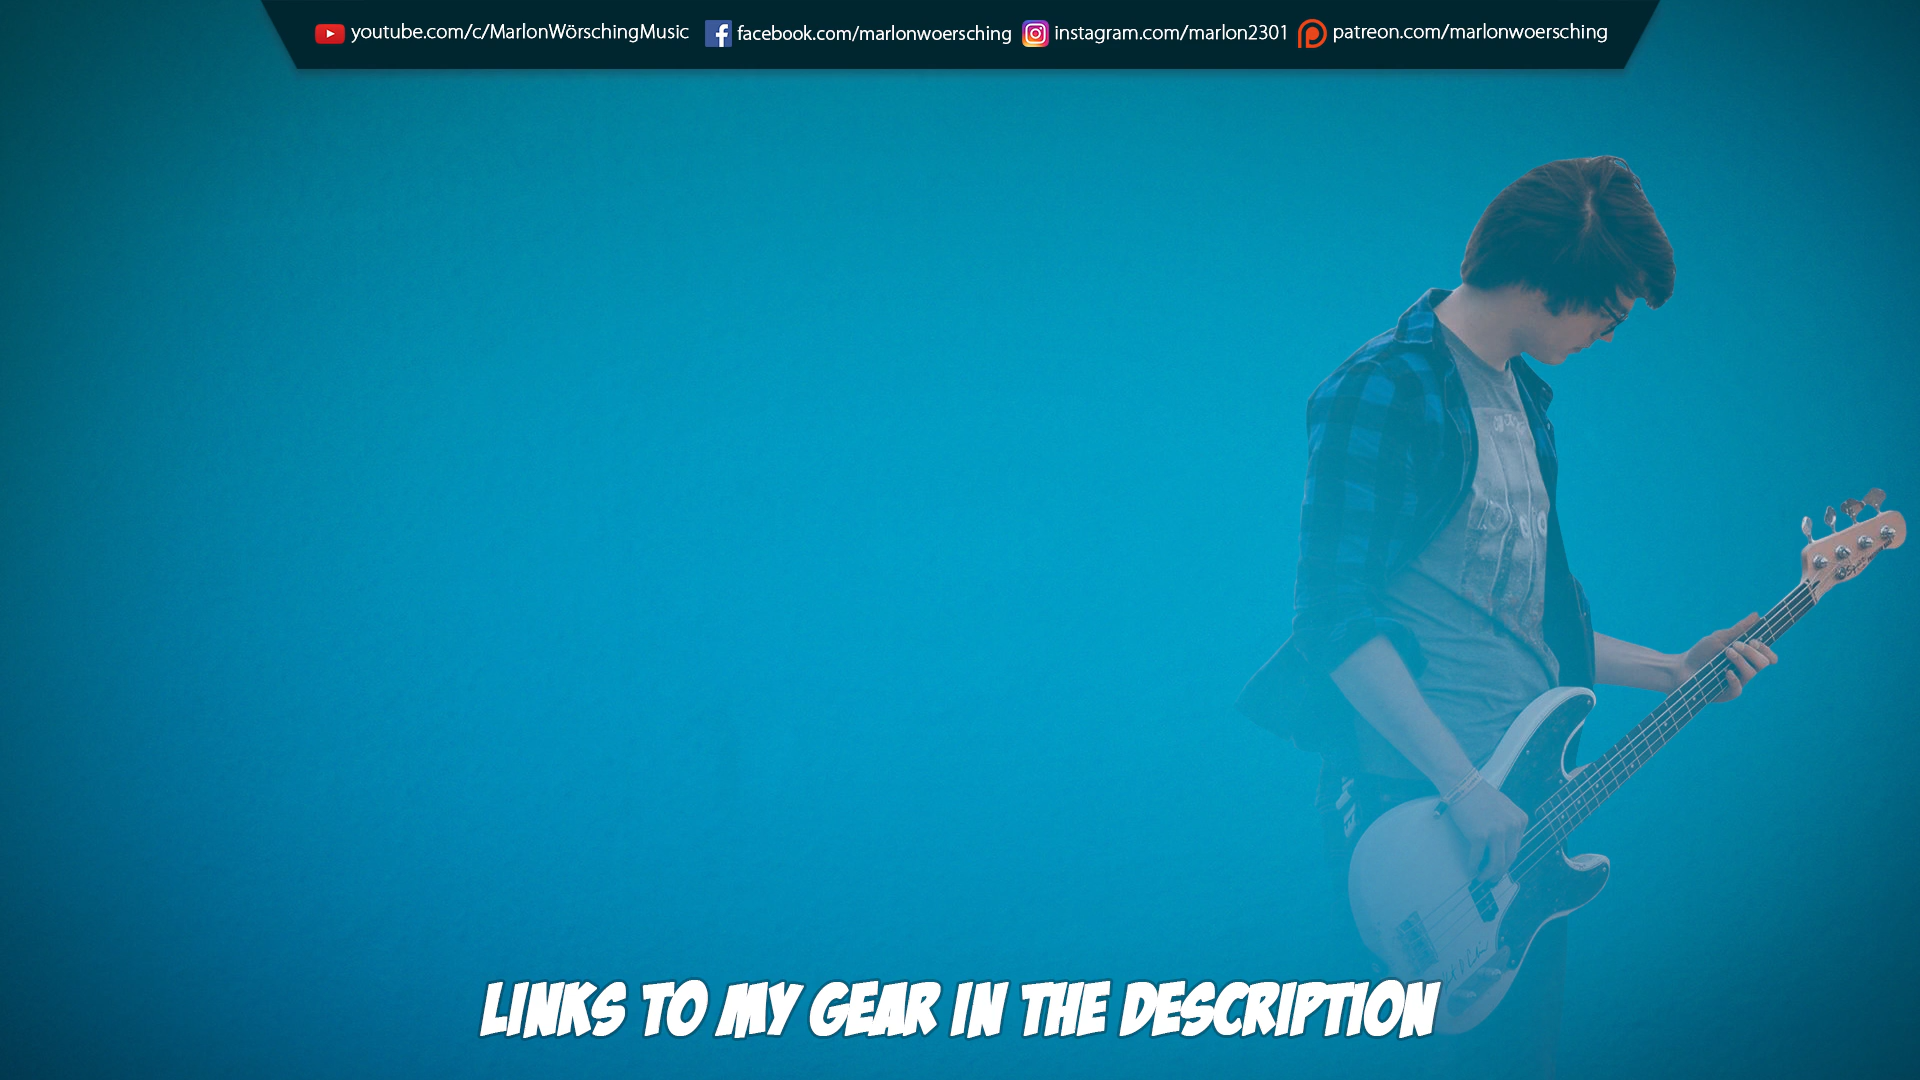 youtube.com/c/MarlonWörschingMusic facebook.com/marlonwoersching instagram.com/marlon2301 patreon.com/marlonwoersching
Squier
LINKS TO MY GEAR IN THE DESCRIPTION